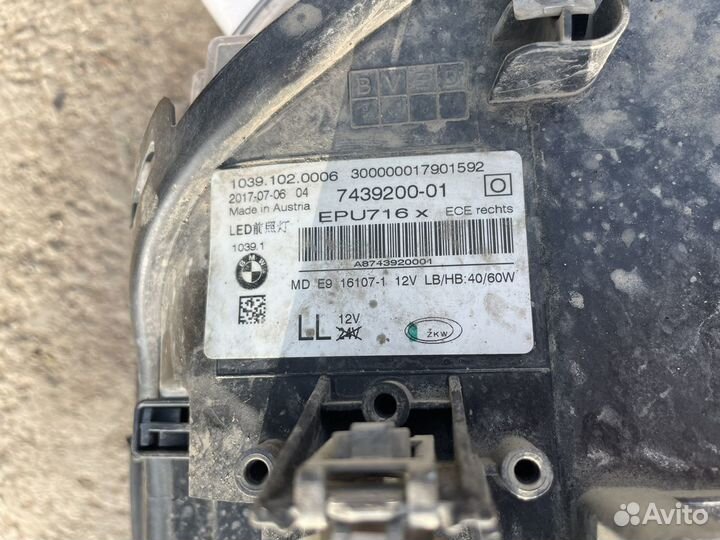 1039.102.0006 300000017901592
2017-07-06 04 7439200-01
Made in Austria EPU716 x ECE rechts
LED前照灯
1039.1
A8743920001
BMW
MD E9 16107-1 12V LB/HB:40/60W
LL 12V
24V
ZKW
Avito